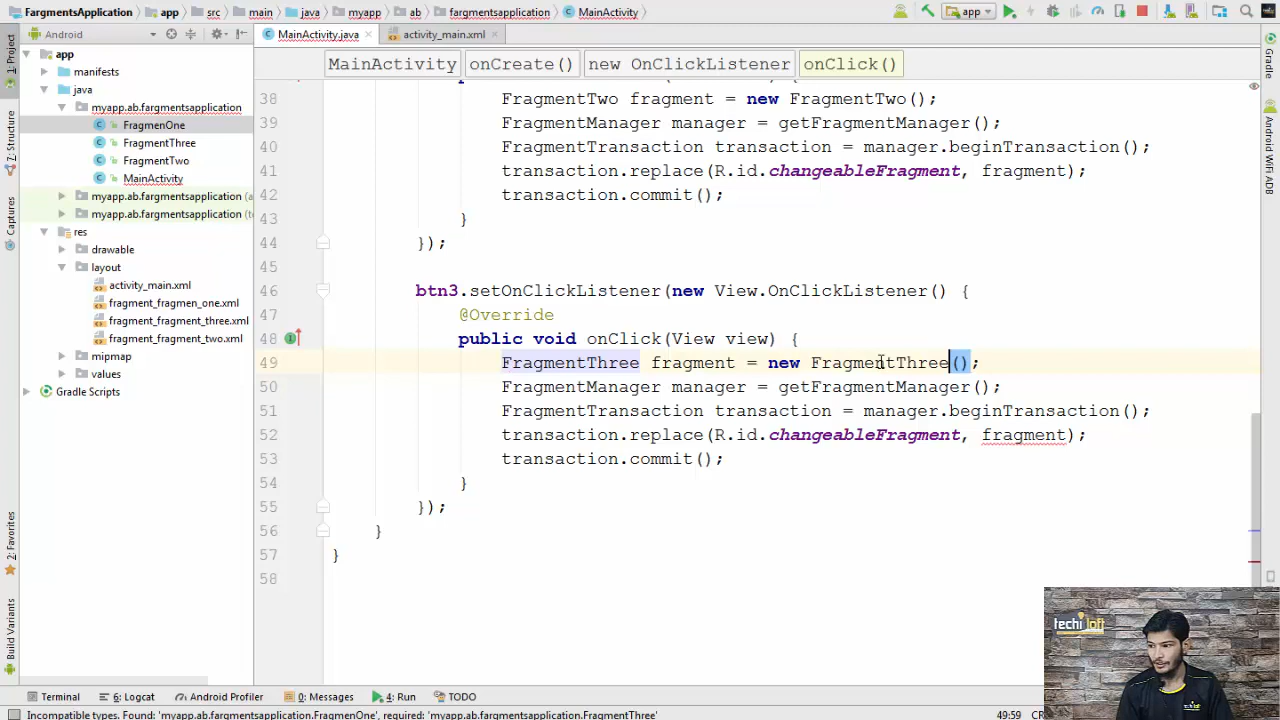 FargmentsApplication app src main java myapp ab fargmentsapplication MainActivity app
Android MainActivity.java activity_main.xml
MainActivity onCreate() new OnClickListener onClick()
1: Project
7: Structure
Captures
2: Favorites
Build Variants
app
manifests
java
myapp.ab.fargmentsapplication
FragmenOne
FragmentThree
FragmentTwo
MainActivity
myapp.ab.fargmentsapplication (a
myapp.ab.fargmentsapplication (t
res
drawable
layout
activity_main.xml
fragment_fragmen_one.xml
fragment_fragment_three.xml
fragment_fragment_two.xml
mipmap
values
Gradle Scripts
38 FragmentTwo fragment = new FragmentTwo();
39 FragmentManager manager = getFragmentManager();
40 FragmentTransaction transaction = manager.beginTransaction();
41 transaction.replace(R.id.changeableFragment, fragment);
42 transaction.commit();
43 }
44 });
45
46 btn3.setOnClickListener(new View.OnClickListener() {
47 @Override
48 public void onClick(View view) {
49 FragmentThree fragment = new FragmentThree();
50 FragmentManager manager = getFragmentManager();
51 FragmentTransaction transaction = manager.beginTransaction();
52 transaction.replace(R.id.changeableFragment, fragment);
53 transaction.commit();
54 }
55 });
56 }
57 }
58
Gradle
Android WiFi ADB
techi loft
Terminal 6: Logcat Android Profiler 0: Messages 4: Run TODO
Incompatible types. Found: 'myapp.ab.fargmentsapplication.FragmenOne', required: 'myapp.ab.fargmentsapplication.FragmentThree' 49:59 CR